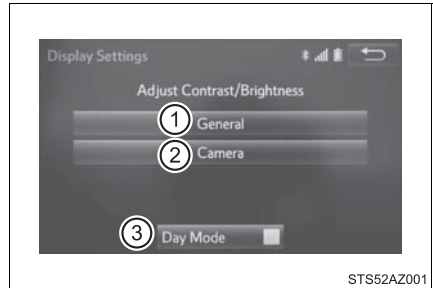 Display Settings
Adjust Contrast/Brightness
1 General
2 Camera
3 Day Mode
STS52AZ001